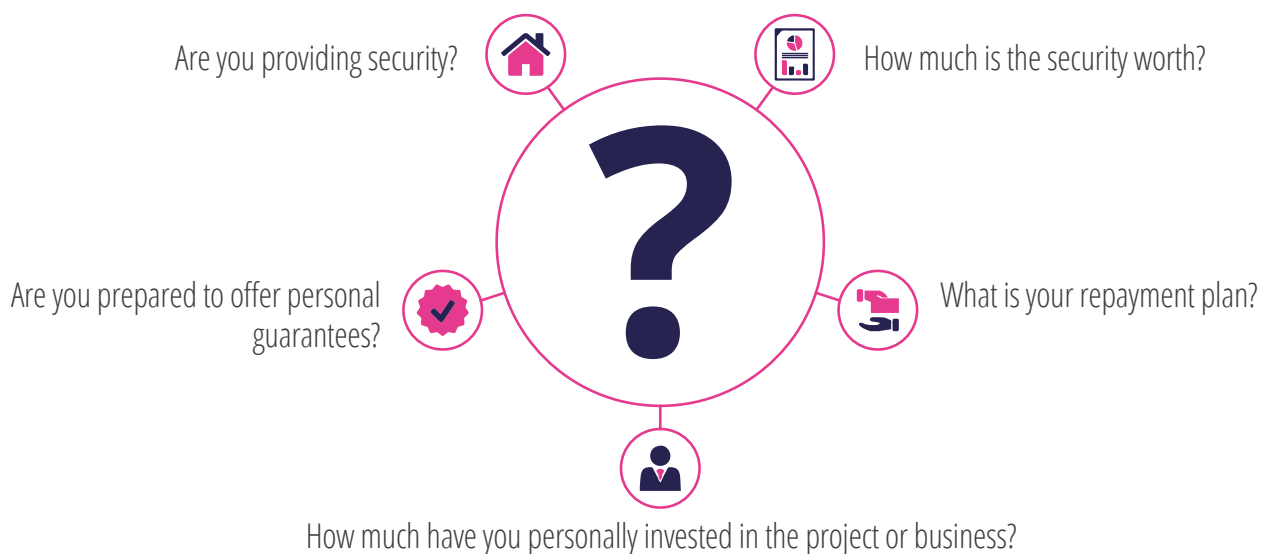 Are you providing security?
How much is the security worth?
?
Are you prepared to offer personal
guarantees?
What is your repayment plan?
How much have you personally invested in the project or business?